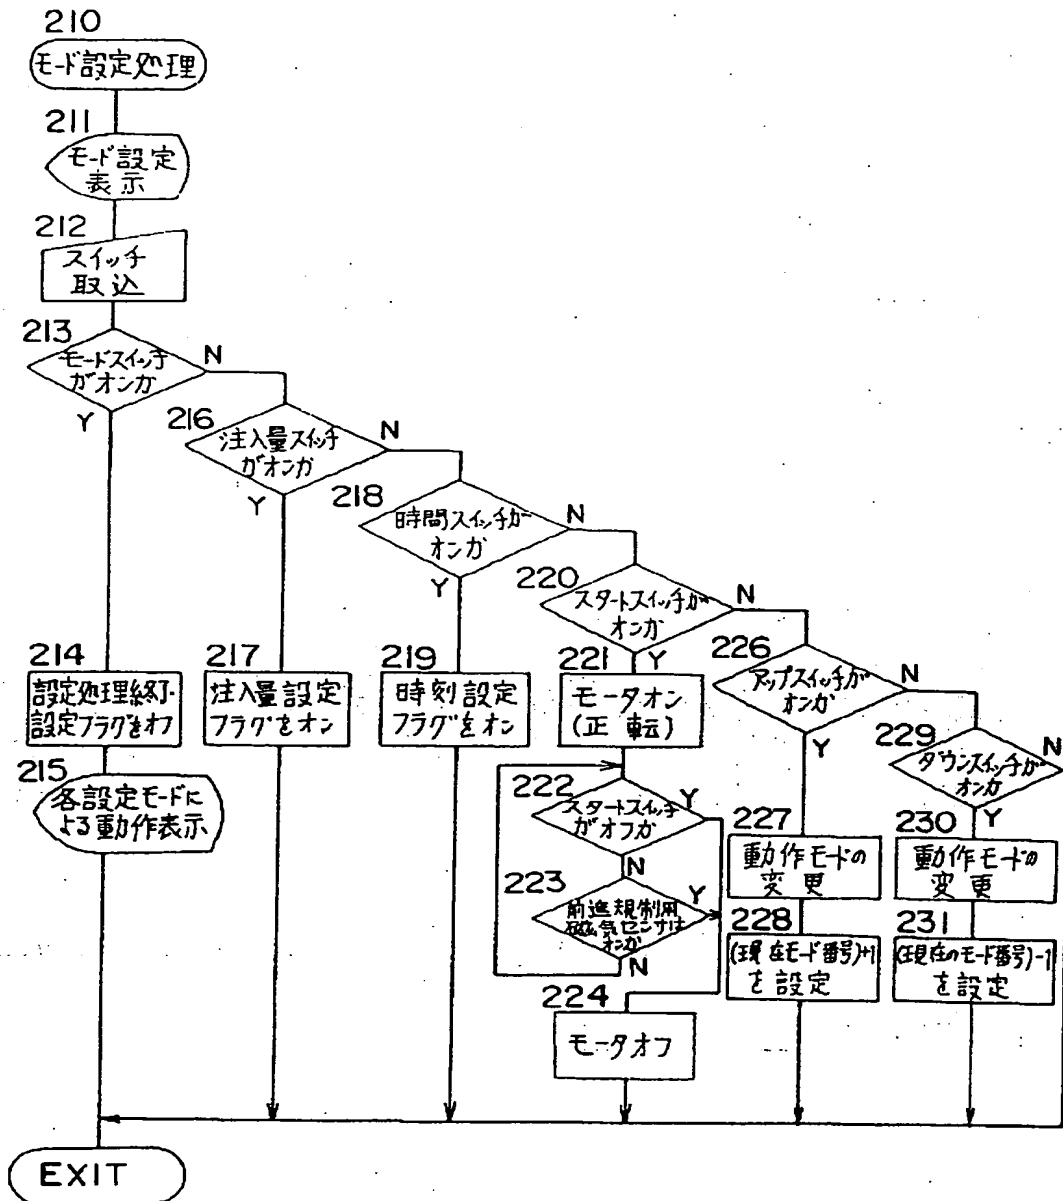 210
モード設定処理
211
モード設定
表示
212
スイッチ
取込
213
モードスイッチ
がオンか
N
Y
216
注入量スイッチ
がオンか
N
Y
218
時間スイッチが
オンか
N
Y
220
スタートスイッチが
オンか
N
Y
226
アップスイッチが
オンか
N
Y
229
ダウンスイッチが
オンか
N
Y
214
設定処理終了・
設定フラグをオフ
215
各設定モードに
よる動作表示
217
注入量設定
フラグをオン
219
時刻設定
フラグをオン
221
モータオン
(正転)
222
スタートスイッチ
がオフか
Y
N
223
前進規制用
磁気センサは
オンか
Y
N
224
モータオフ
227
動作モードの
変更
228
(現在モード番号)+1
を設定
230
動作モードの
変更
231
(現在のモード番号)-1
を設定
EXIT